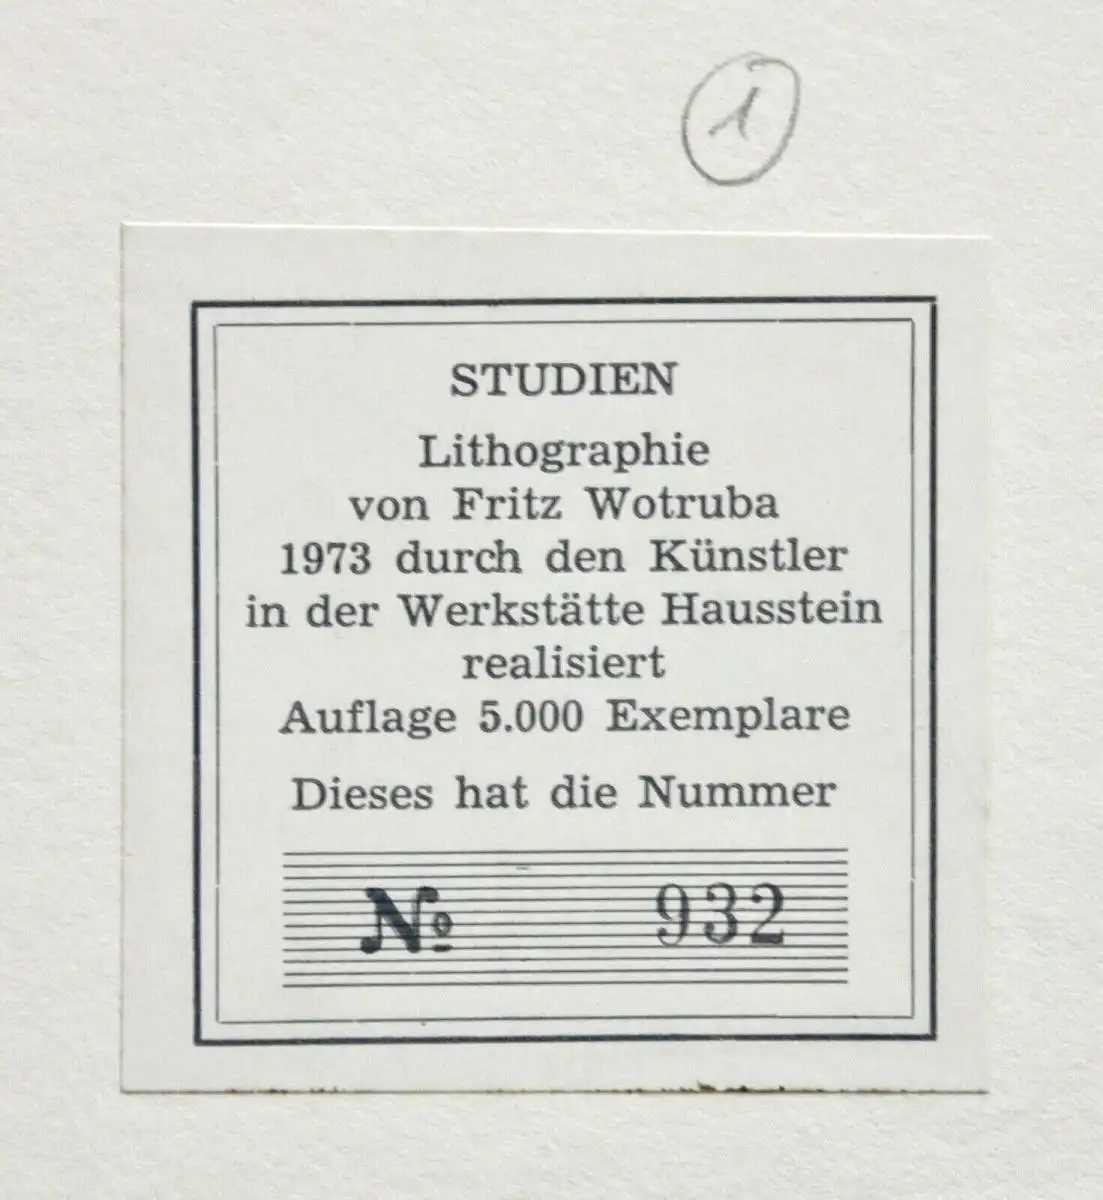 1
STUDIEN
Lithographie
von Fritz Wotruba
1973 durch den Künstler
in der Werkstätte Hausstein
realisiert
Auflage 5.000 Exemplare
Dieses hat die Nummer
№ 932